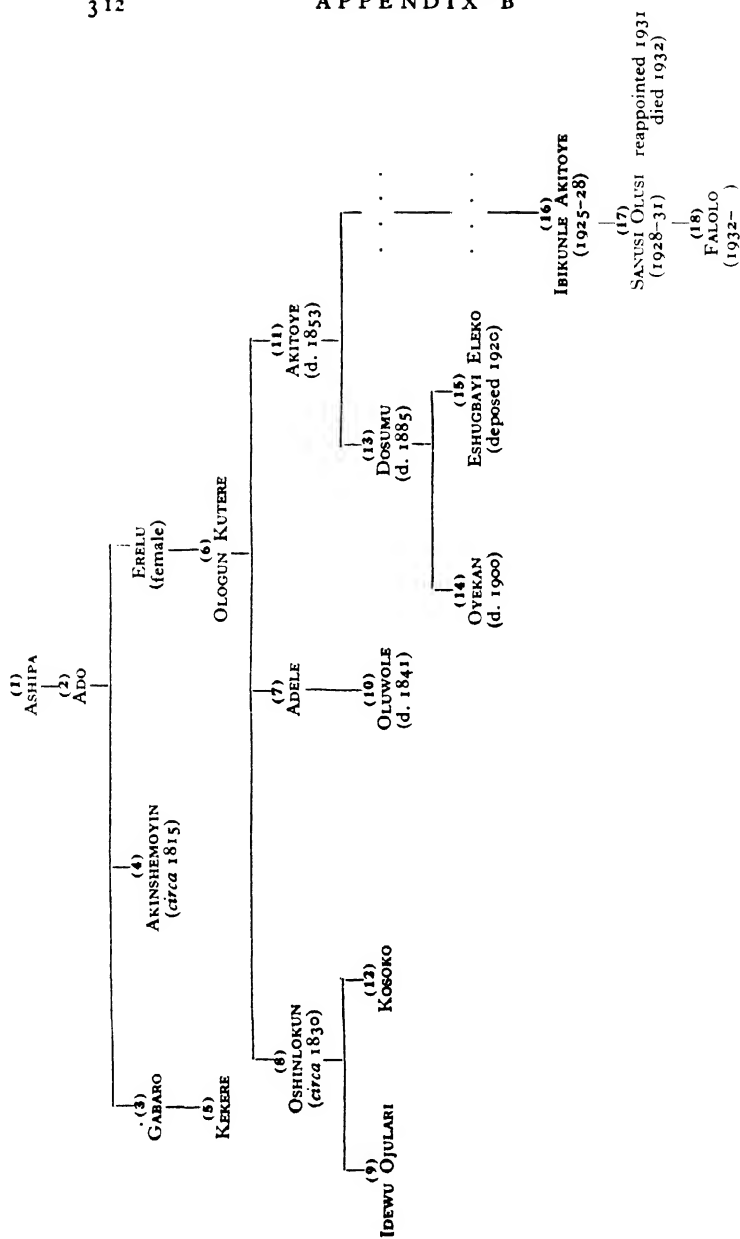 312
APPENDIX B
(1)
ASHIPA
(2)
ADO
(3)
GABARO
(4)
AKINSHEMOYIN
(circa 1815)
ERELU
(female)
(5)
KEKERE
(6)
OLOGUN KUTERE
(8)
OSHINLOKUN
(circa 1830)
(7)
ADELE
(11)
AKITOYE
(d. 1853)
(9)
IDEWU OJULARI
(12)
KOSOKO
(10)
OLUWOLE
(d. 1841)
(13)
DOSUMU
(d. 1885)
. . . .
(14)
OYEKAN
(d. 1900)
(15)
ESHUGBAYI ELEKO
(deposed 1920)
. . . .
(16)
IBIKUNLE AKITOYE
(1925-28)
(17)
SANUSI OLUSI reappointed 1931
(1928-31) died 1932
(18)
FALOLO
(1932- )